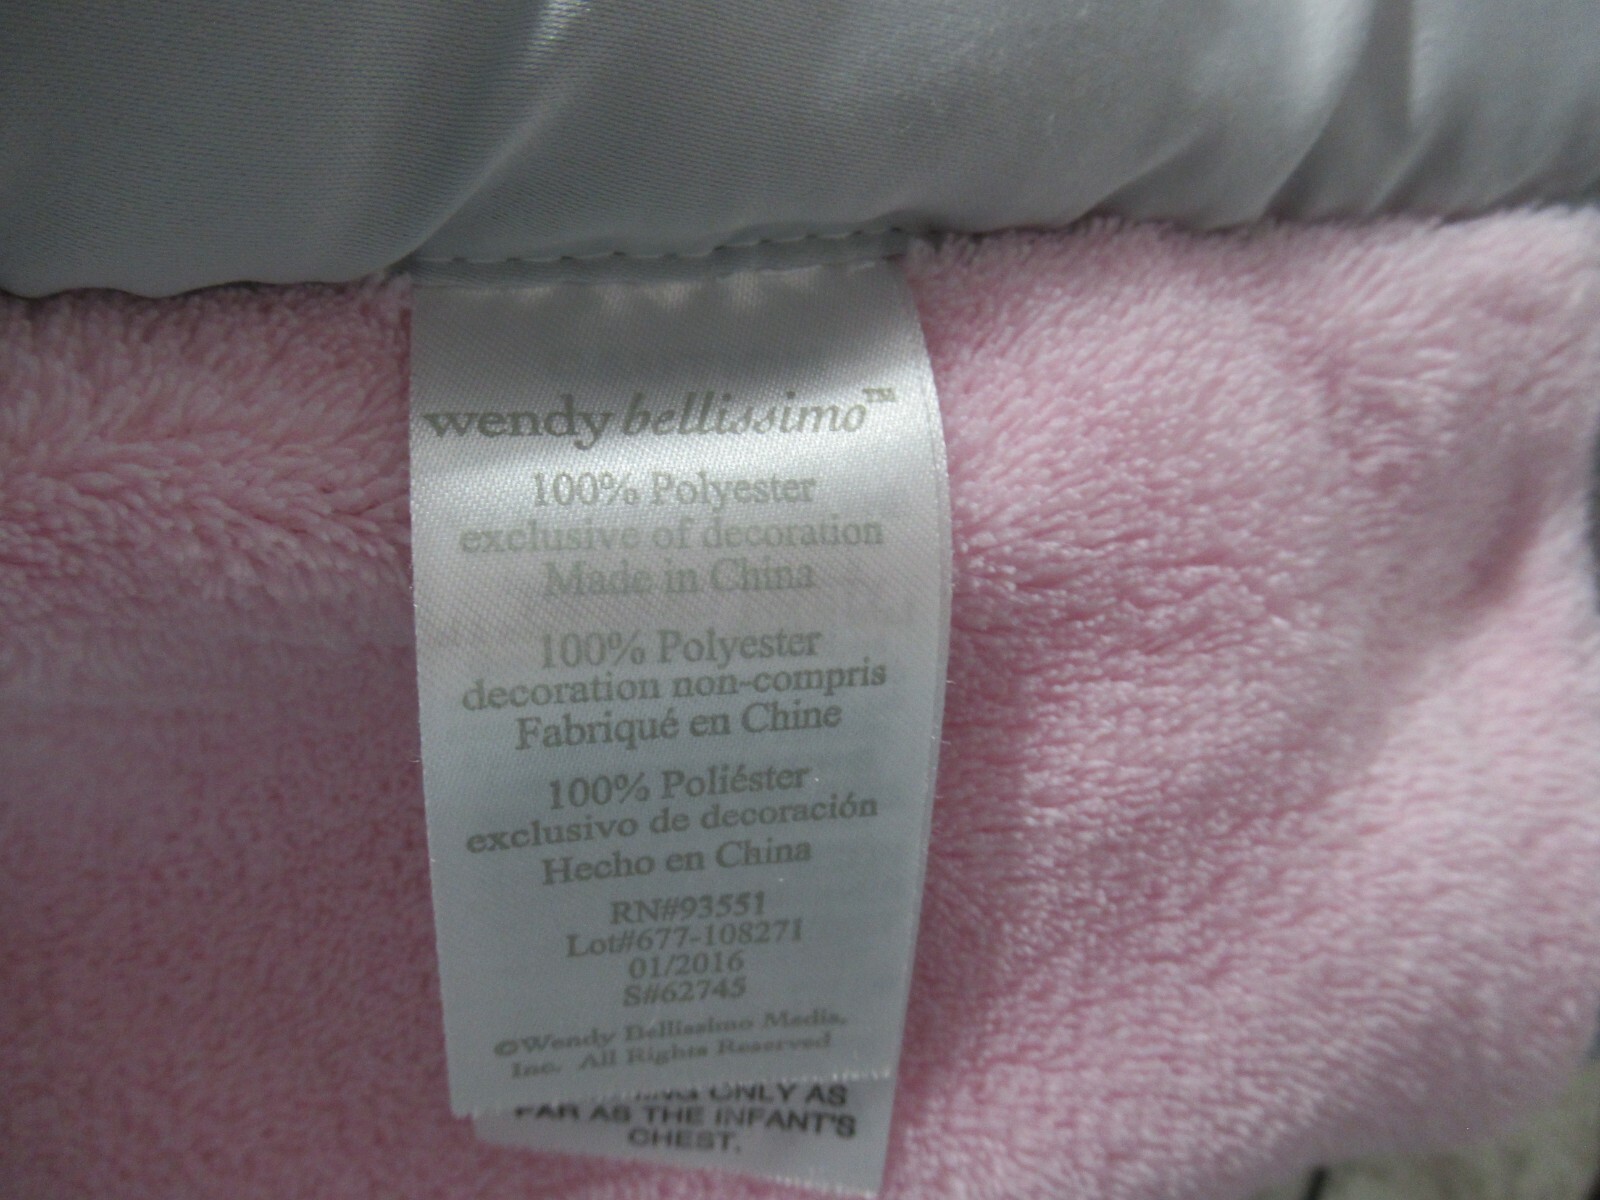 wendy bellissimo™
100% Polyester
exclusive of decoration
Made in China
100% Polyester
decoration non-compris
Fabriqué en Chine
100% Poliéster
exclusivo de decoración
Hecho en China
RN#93551
Lot#677-108271
01/2016
S#62745
©Wendy Bellissimo Media,
Inc. All Rights Reserved
ONLY AS
FAR AS THE INFANT'S
CHEST.